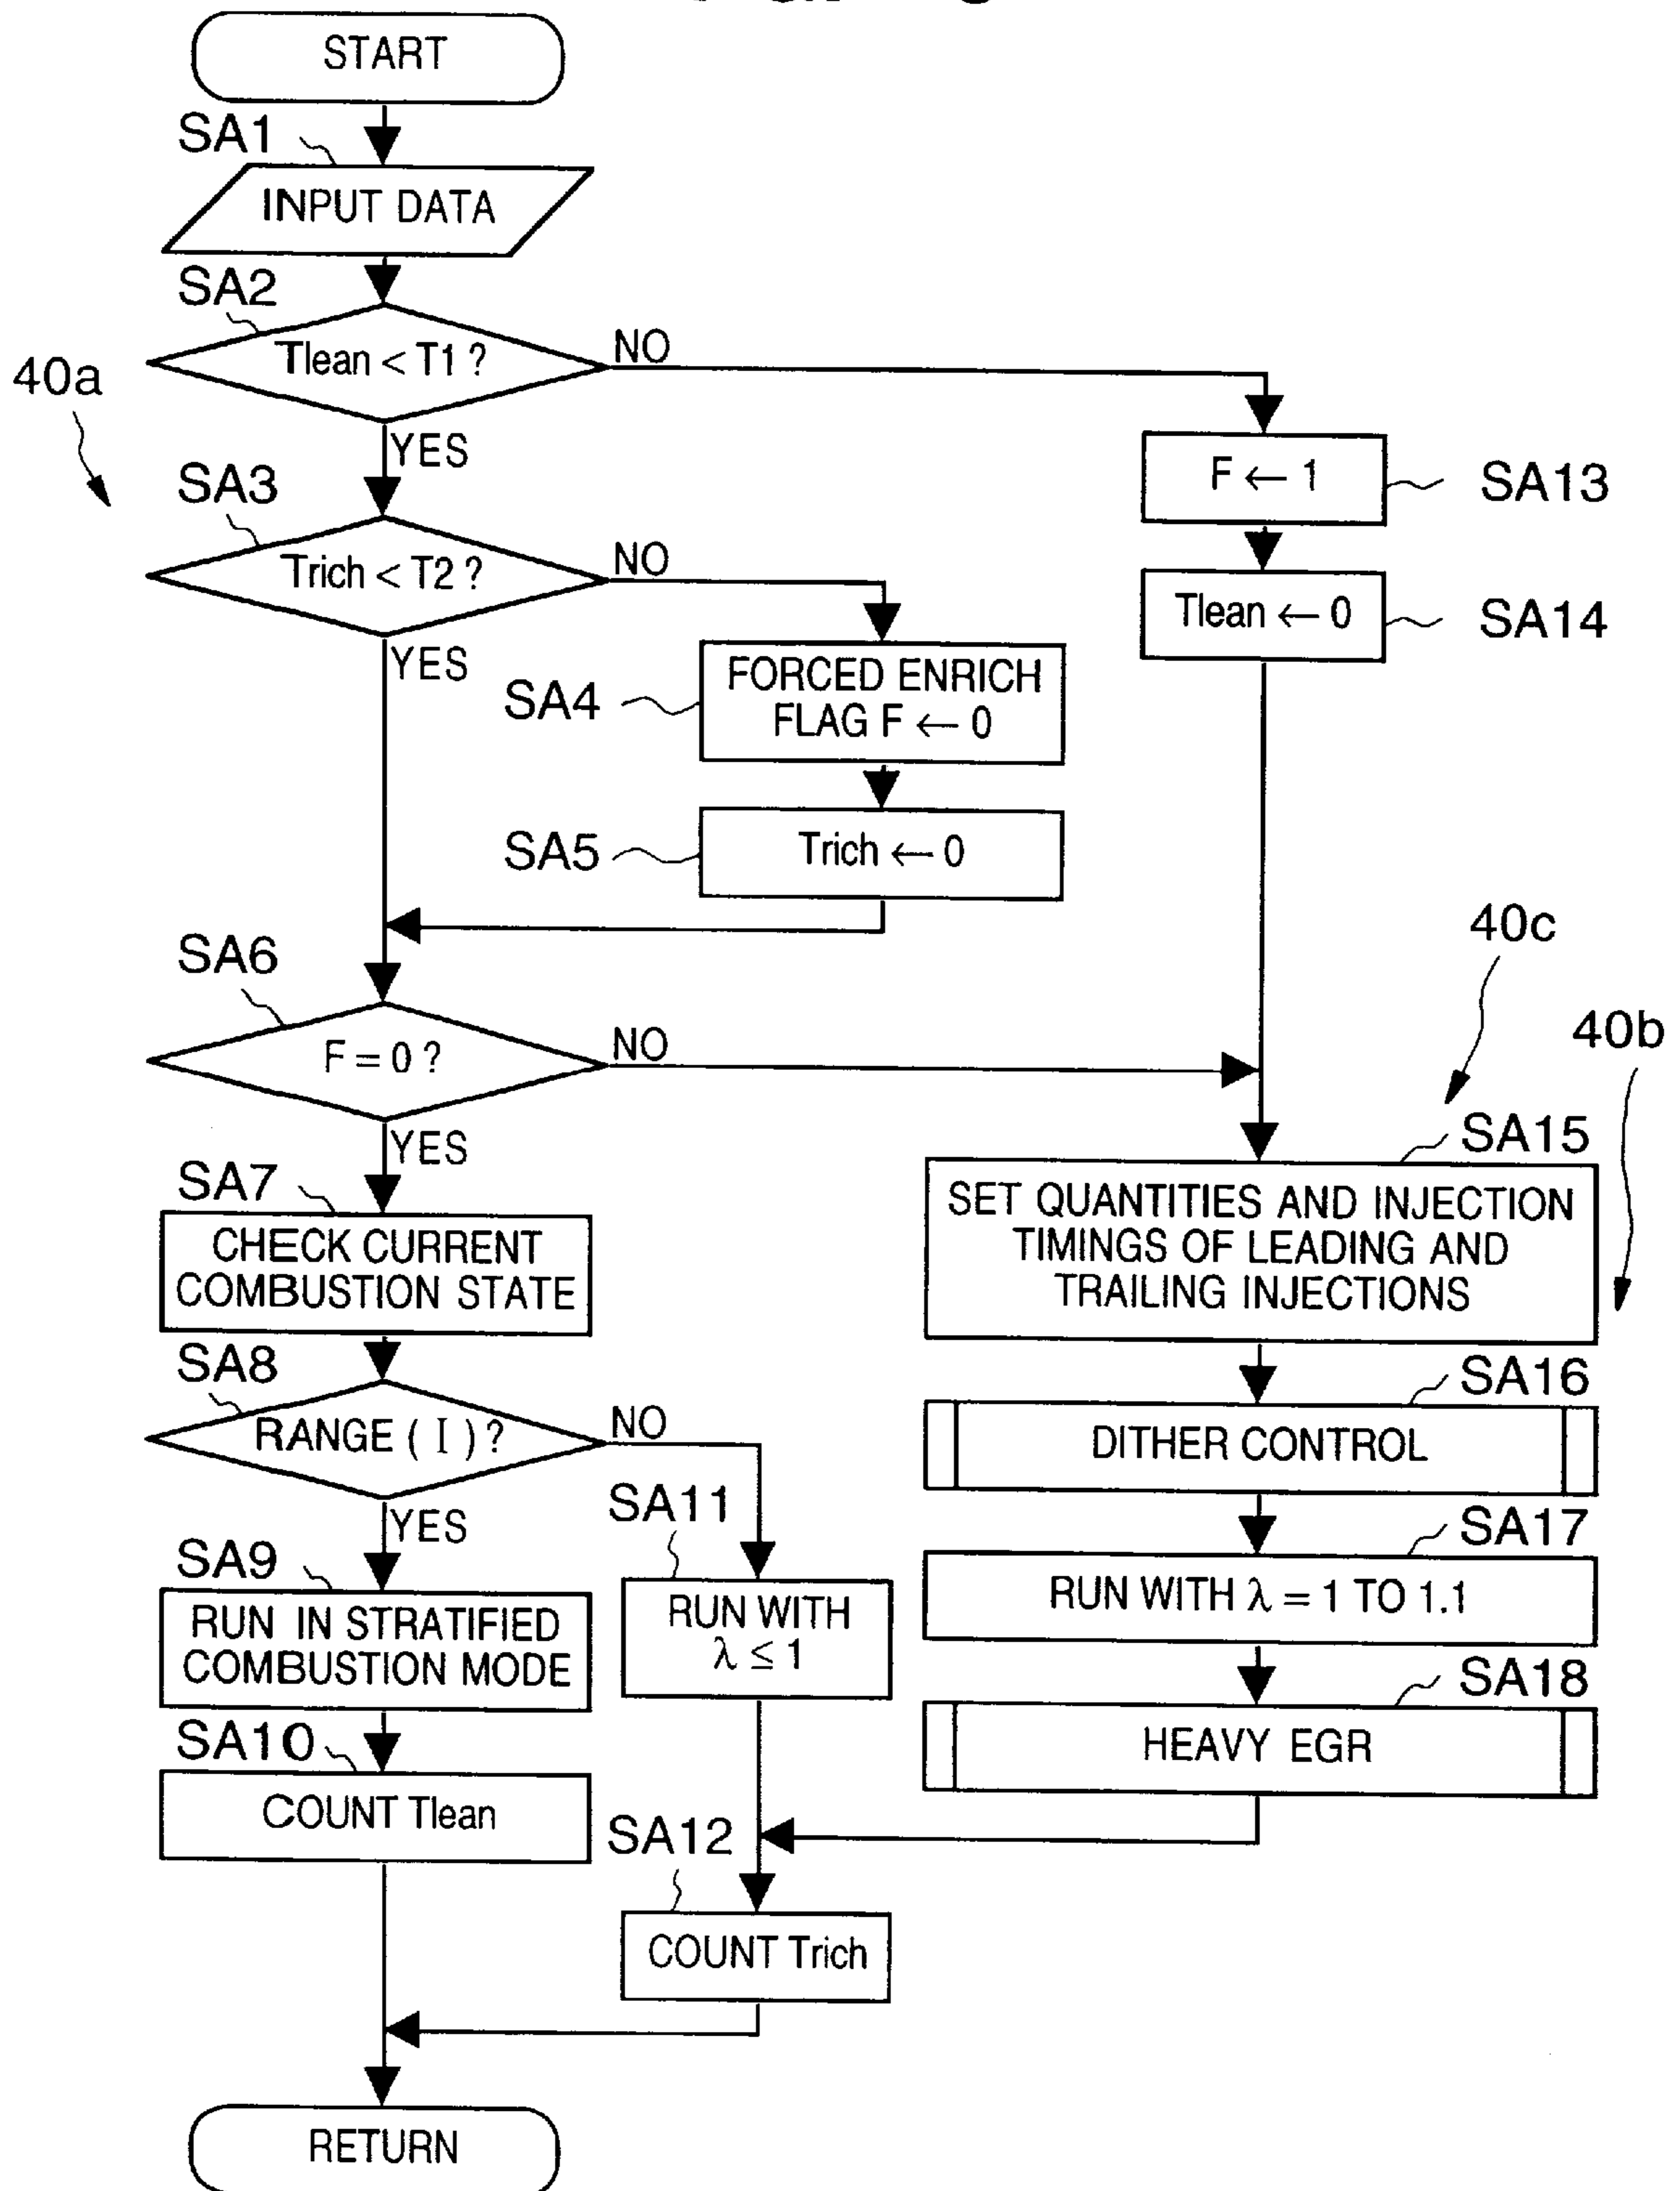 START
SA1
INPUT DATA
SA2
Tlean < T1 ?
NO
40a
YES
F ← 1
SA13
SA3
Trich < T2 ?
NO
Tlean ← 0
SA14
YES
SA4
FORCED ENRICH
FLAG F ← 0
SA5
Trich ← 0
40c
SA6
40b
F = 0 ?
NO
YES
SA15
SET QUANTITIES AND INJECTION
TIMINGS OF LEADING AND
TRAILING INJECTIONS
SA7
CHECK CURRENT
COMBUSTION STATE
SA8
RANGE ( I ) ?
NO
SA16
DITHER CONTROL
YES
SA11
SA17
SA9
RUN IN STRATIFIED
COMBUSTION MODE
RUN WITH
λ ≤ 1
RUN WITH λ = 1 TO 1.1
SA18
HEAVY EGR
SA10
COUNT Tlean
SA12
COUNT Trich
RETURN